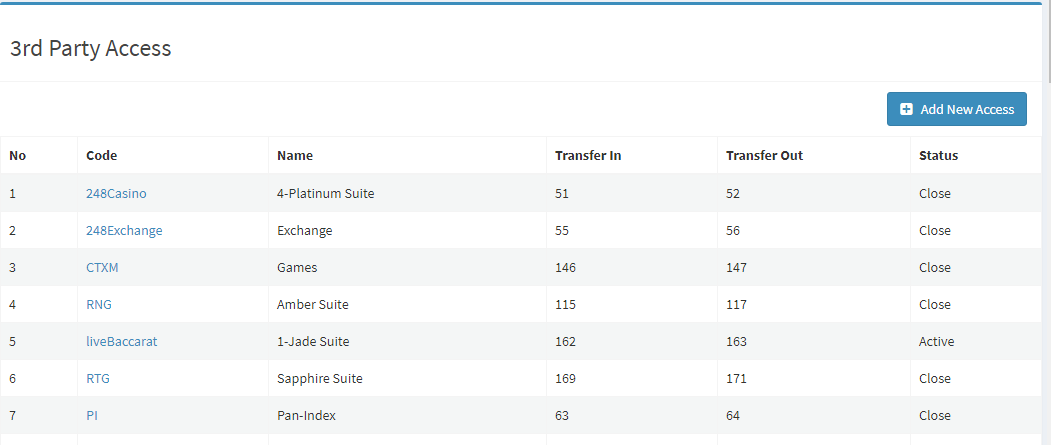 3rd Party Access
Add New Access
No Code Name Transfer In Transfer Out Status
1 248Casino 4-Platinum Suite 51 52 Close
2 248Exchange Exchange 55 56 Close
3 CTXM Games 146 147 Close
4 RNG Amber Suite 115 117 Close
5 liveBaccarat 1-Jade Suite 162 163 Active
6 RTG Sapphire Suite 169 171 Close
7 PI Pan-Index 63 64 Close